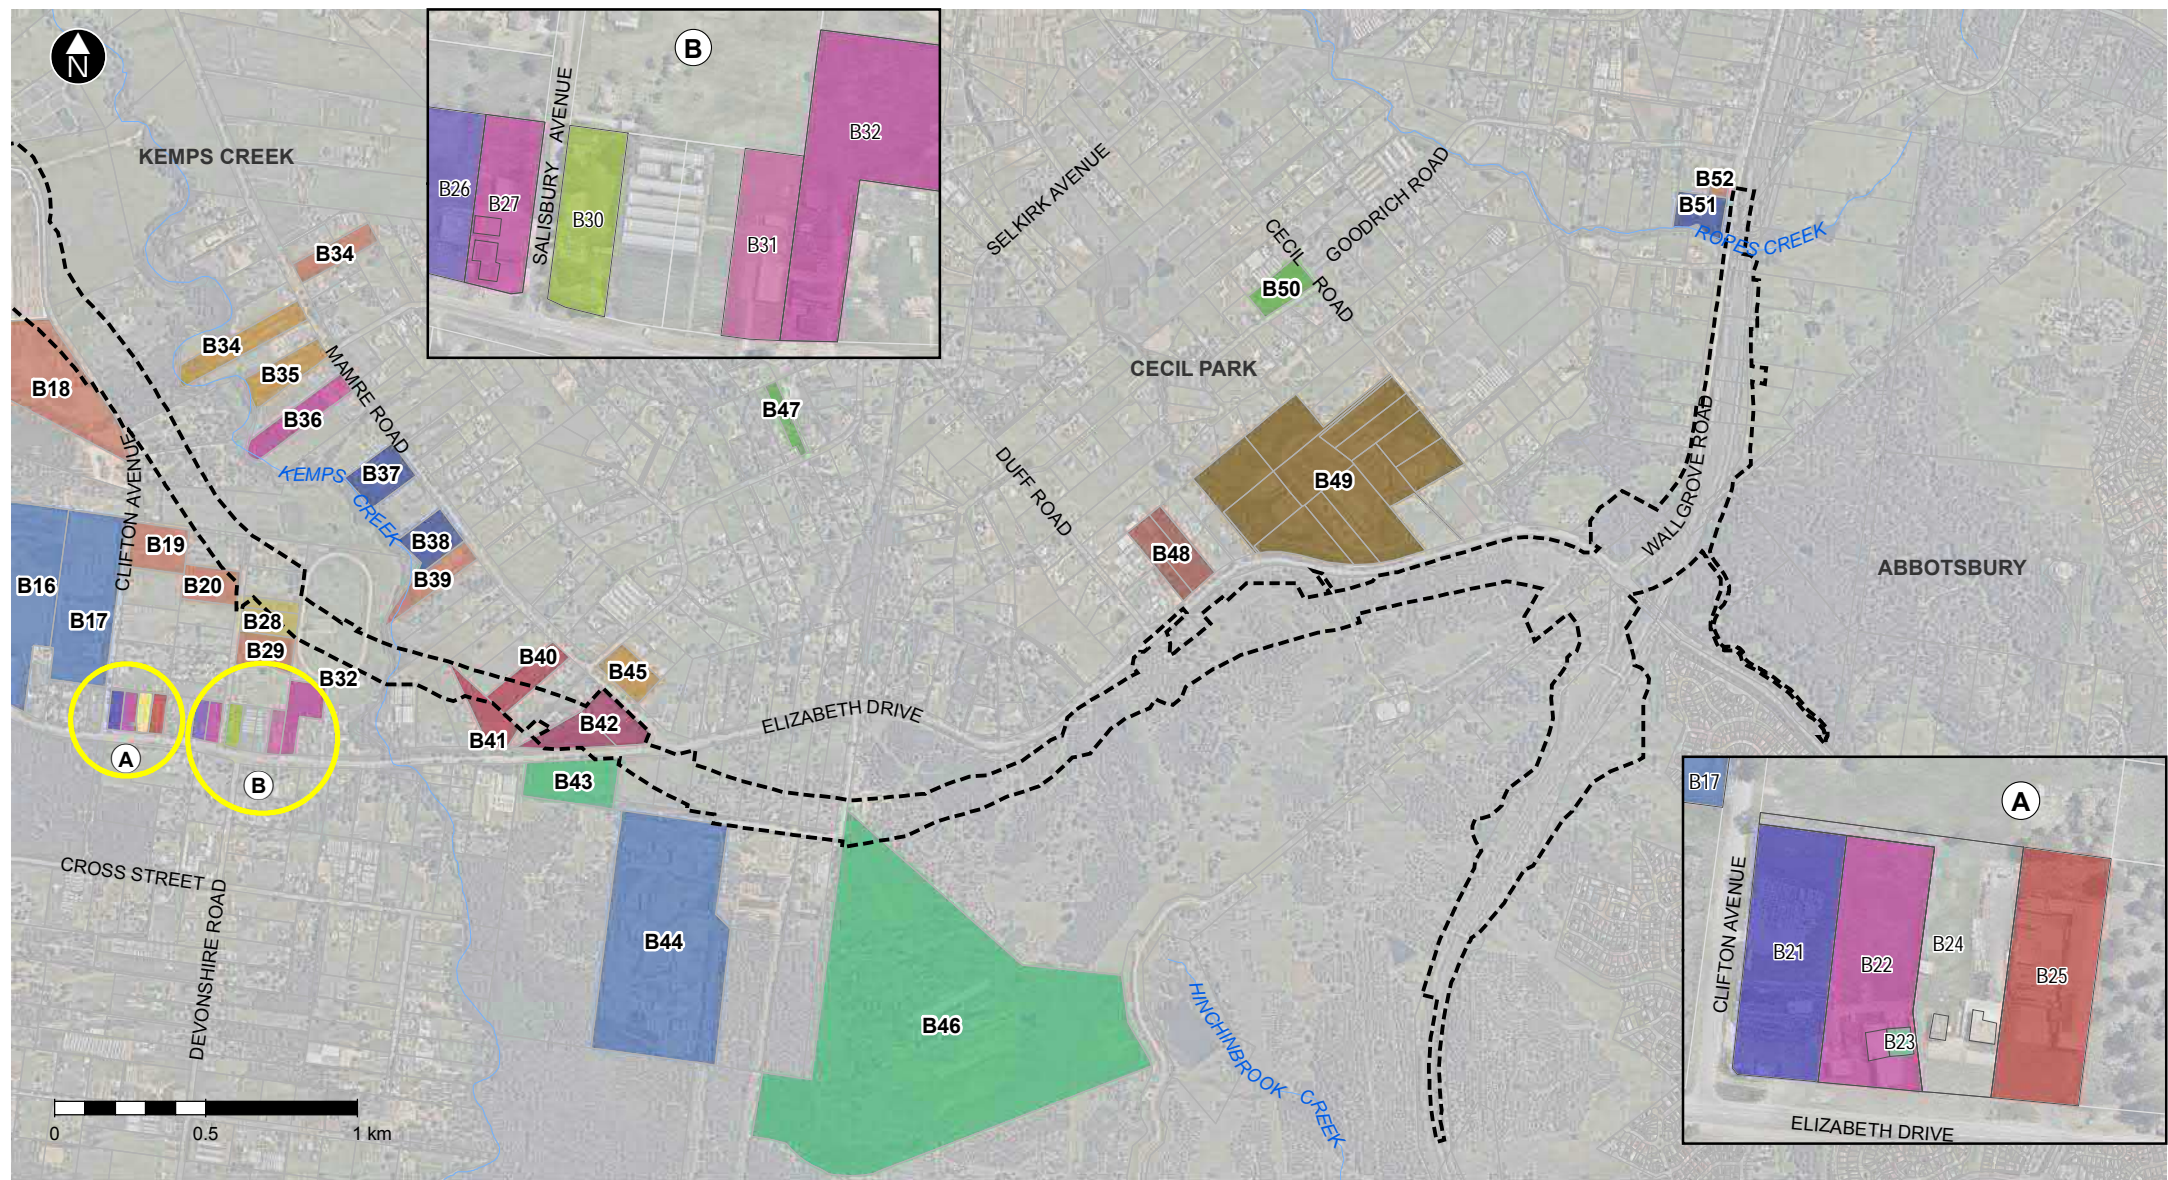 N
B
B26
B27
SALISBURY AVENUE
B30
B31
B32
KEMPS CREEK
B34
B34
B35
B36
MAMRE ROAD
B37
KEMPS CREEK
B38
B39
B18
CLIFTON AVENUE
B19
B20
B16
B17
B28
B29
B32
A
B
B40
B41
B42
B45
B43
B44
B46
B47
ELIZABETH DRIVE
CROSS STREET
DEVONSHIRE ROAD
0
0.5
1 km
SELKIRK AVENUE
CECIL ROAD
GOODRICH ROAD
B50
CECIL PARK
DUFF ROAD
B48
B49
B52
B51
ROPES CREEK
WALLGROVE ROAD
ABBOTSBURY
HINCHINBROOK CREEK
B17
A
CLIFTON AVENUE
B21
B22
B23
B24
B25
ELIZABETH DRIVE